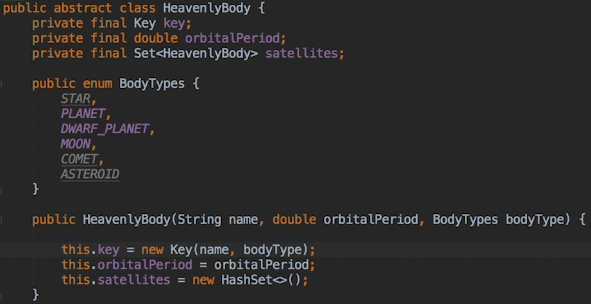 public abstract class HeavenlyBody {
    private final Key key;
    private final double orbitalPeriod;
    private final Set<HeavenlyBody> satellites;

    public enum BodyTypes {
        STAR,
        PLANET,
        DWARF_PLANET,
        MOON,
        COMET,
        ASTEROID
    }

    public HeavenlyBody(String name, double orbitalPeriod, BodyTypes bodyType) {

        this.key = new Key(name, bodyType);
        this.orbitalPeriod = orbitalPeriod;
        this.satellites = new HashSet<>();
    }